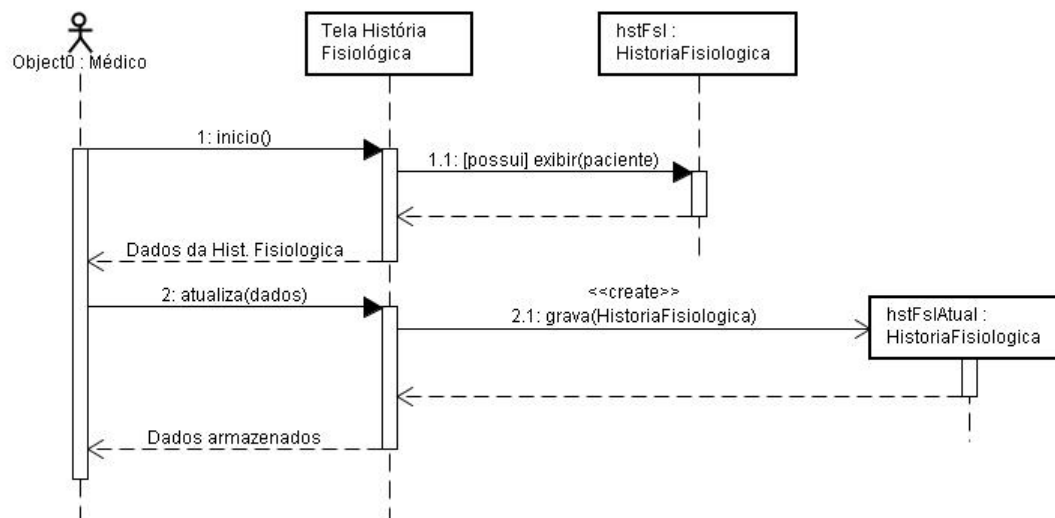 Object0 : Médico
Tela História
Fisiológica
hstFsl :
HistoriaFisiologica
1: inicio()
1.1: [possui] exibir(paciente)
Dados da Hist. Fisiologica
2: atualiza(dados)
<<create>>
2.1: grava(HistoriaFisiologica)
hstFslAtual :
HistoriaFisiologica
Dados armazenados